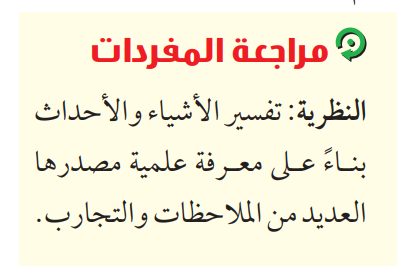 مراجعة المفردات
النظرية: تفسير الأشياء والأحداث
بناءً على معرفة علمية مصدرها
العديد من الملاحظات والتجارب.